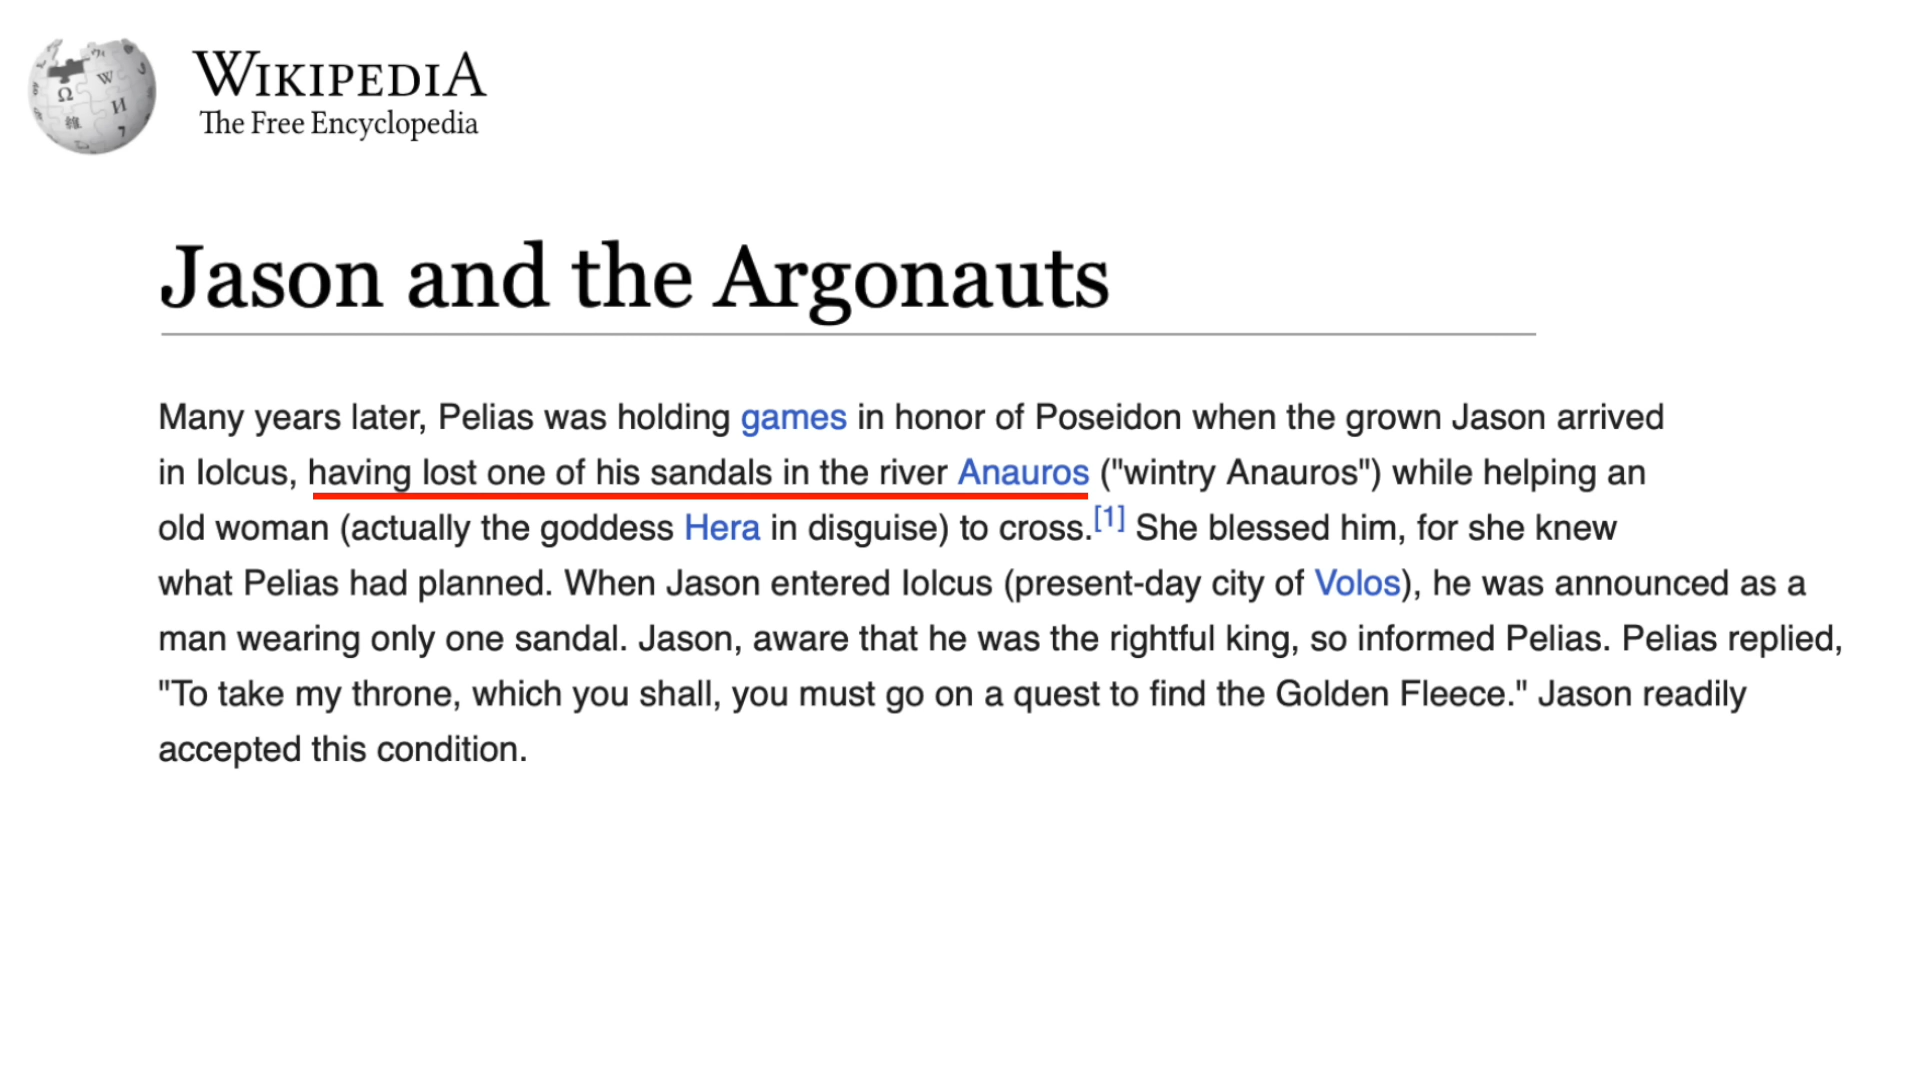 WIKIPEDIA
The Free Encyclopedia
Jason and the Argonauts
Many years later, Pelias was holding games in honor of Poseidon when the grown Jason arrived
in Iolcus, having lost one of his sandals in the river Anauros ("wintry Anauros") while helping an
old woman (actually the goddess Hera in disguise) to cross.[1] She blessed him, for she knew
what Pelias had planned. When Jason entered Iolcus (present-day city of Volos), he was announced as a
man wearing only one sandal. Jason, aware that he was the rightful king, so informed Pelias. Pelias replied,
"To take my throne, which you shall, you must go on a quest to find the Golden Fleece." Jason readily
accepted this condition.